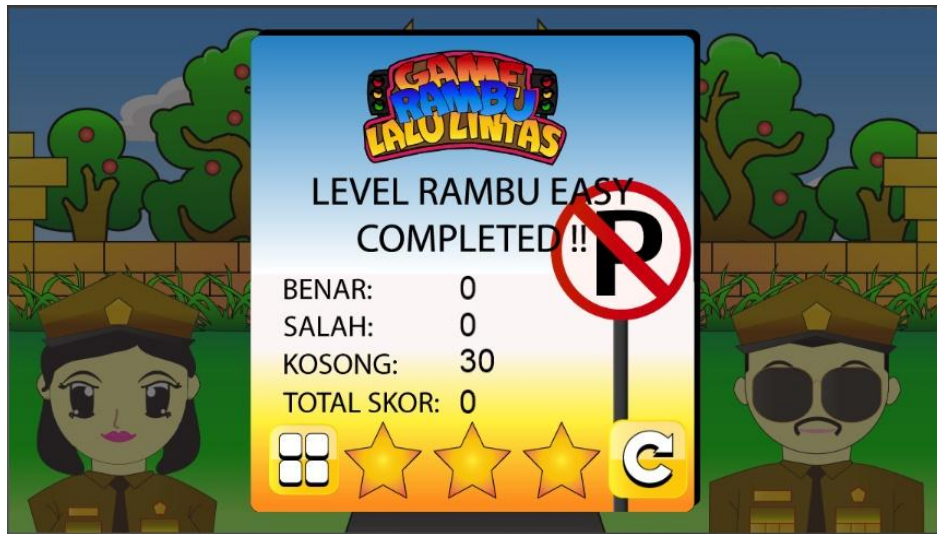 GAME
RAMBU
LALU LINTAS
LEVEL RAMBU EASY
COMPLETED !!
P
BENAR: 0
SALAH: 0
KOSONG: 30
TOTAL SKOR: 0